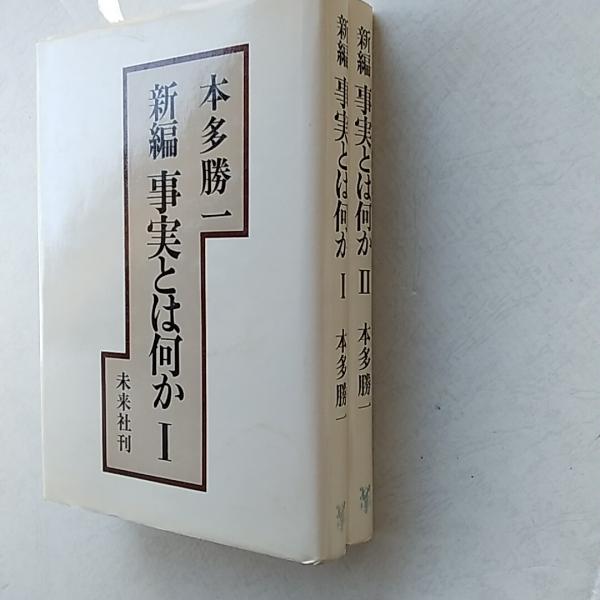 本多勝一
新編 事実とは何か Ⅰ
未来社刊
新編 事実とは何か Ⅰ 本多勝一
新編 事実とは何か Ⅱ 本多勝一